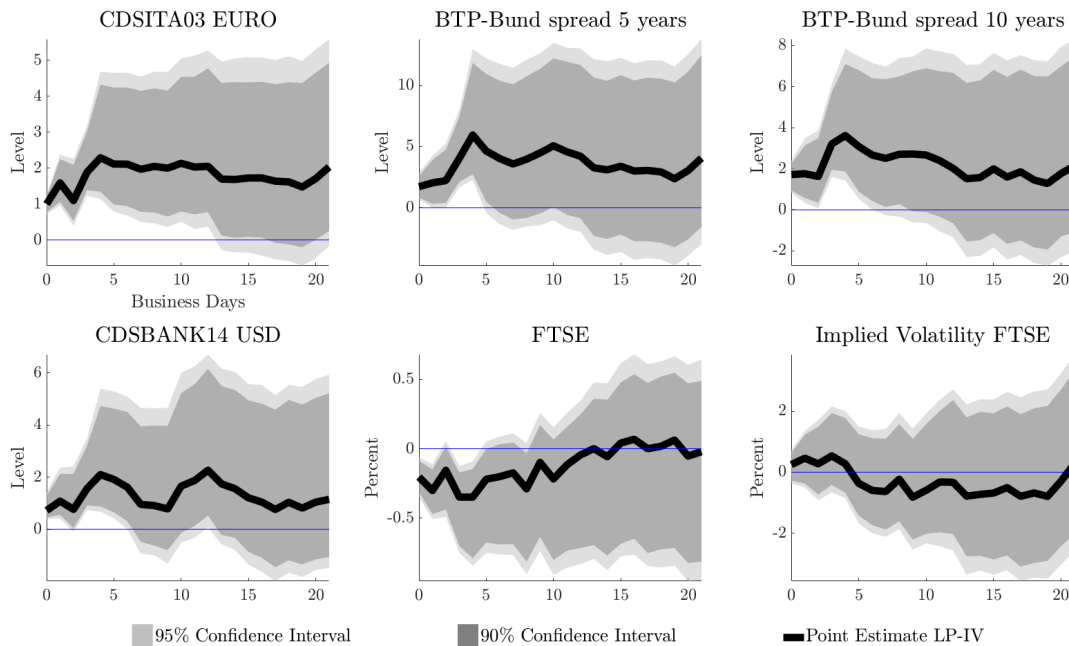 CDSITA03 EURO
BTP-Bund spread 5 years
BTP-Bund spread 10 years
Level
5
4
3
2
1
0
0 5 10 15 20
Business Days
Level
10
5
0
0 5 10 15 20
Level
8
6
4
2
0
-2
0 5 10 15 20
CDSBANK14 USD
FTSE
Implied Volatility FTSE
Level
6
4
2
0
0 5 10 15 20
Percent
0.5
0
-0.5
0 5 10 15 20
Percent
2
0
-2
0 5 10 15 20
95% Confidence Interval
90% Confidence Interval
Point Estimate LP-IV